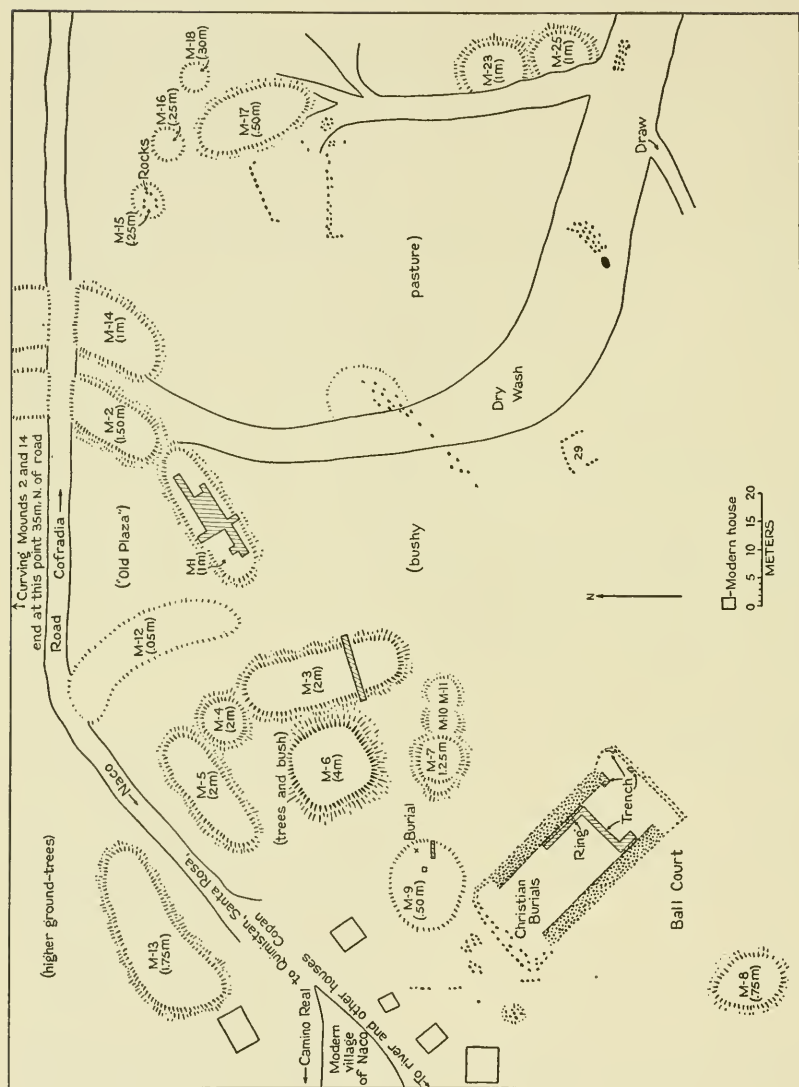 ↑ Curving Mounds 2 and 14
end at this point 35m. N. of road
Road Cofradia →
M-18
(.30m)
M-16
(.25m)
Rocks
M-15
(.25m)
M-17
(.50m)
M-23
(1m)
M-25
(1m)
M-14
(1m)
M-2
(1.50m)
("Old Plaza")
M-1
(1m)
M-12
(.05m)
pasture)
Draw
Dry
Wash
29
(bushy
(higher ground-trees)
M-13
(1.75m)
←Naco
to Quimistan, Santa Rosa,
Copan
M-5
(2m)
M-4
(2m)
M-3
(2m)
(trees and bush)
M-6
(4m)
M-7
1.25m
M-10 M-11
M-9
(.50m)
Burial
←Camino Real
Modern
village
of Naco
To river and other houses
Christian
Burials
Ring
Trench
Ball Court
M-8
(.75m)
N
Modern house
0 5 10 15 20
METERS